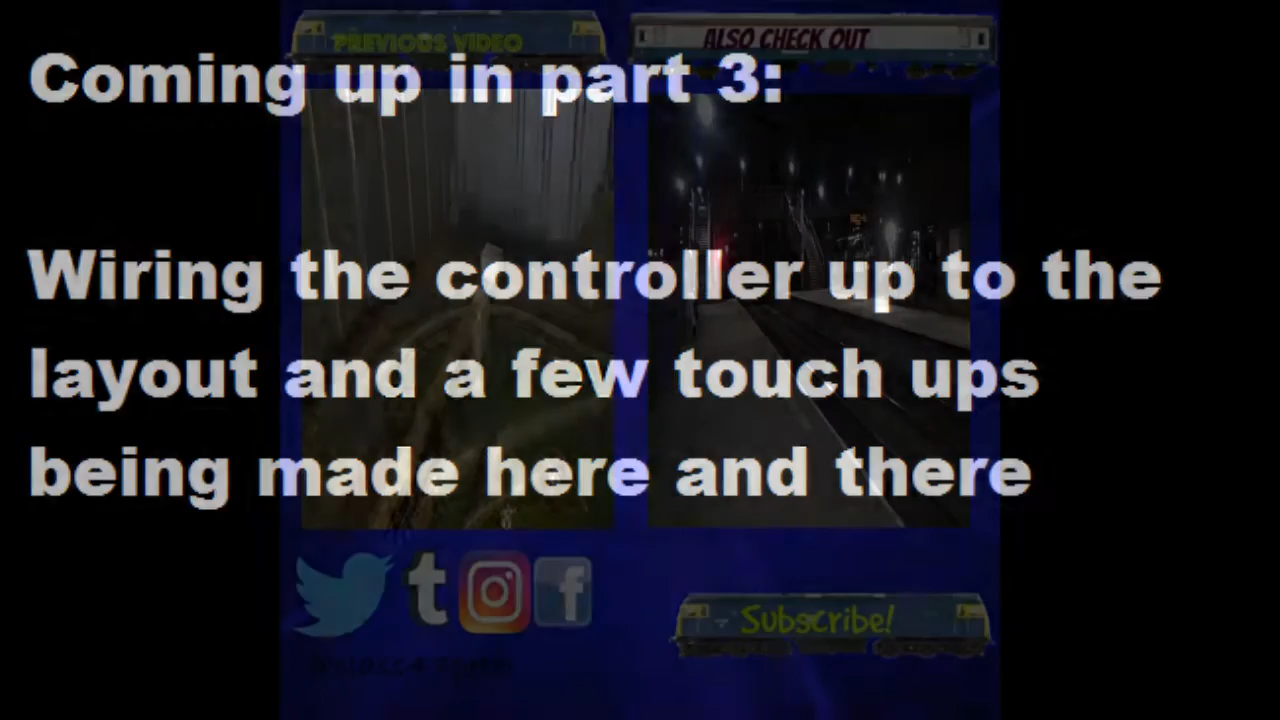 PREVIOUS VIDEO
ALSO CHECK OUT
Coming up in part 3:
Wiring the controller up to the
layout and a few touch ups
being made here and there
Subscribe!